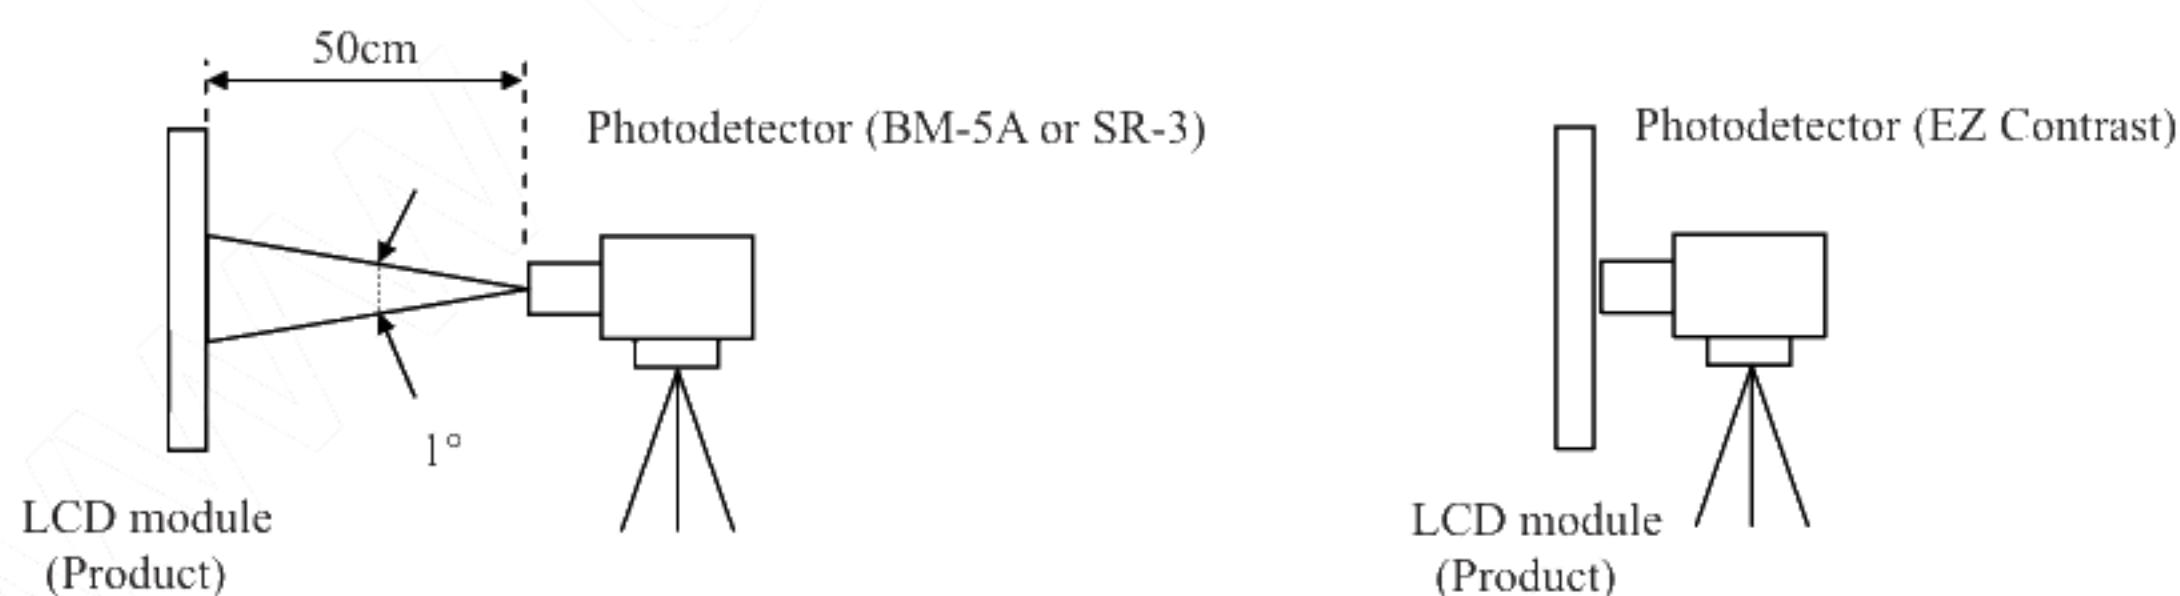 50cm
Photodetector (BM-5A or SR-3)
1°
LCD module
(Product)
Photodetector (EZ Contrast)
LCD module
(Product)